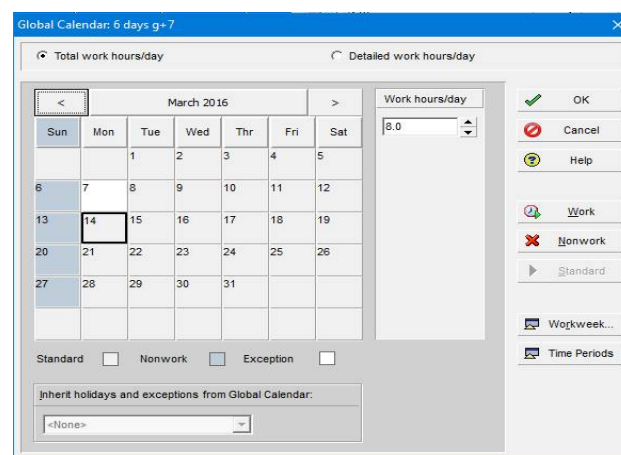 Global Calendar: 6 days g+7
Total work hours/day
Detailed work hours/day
< March 2016 >
Sun Mon Tue Wed Thr Fri Sat
1 2 3 4 5
6 7 8 9 10 11 12
13 14 15 16 17 18 19
20 21 22 23 24 25 26
27 28 29 30 31
Work hours/day
8.0
OK
Cancel
Help
Work
Nonwork
Standard
Workweek...
Time Periods
Standard Nonwork Exception
Inherit holidays and exceptions from Global Calendar:
<None>